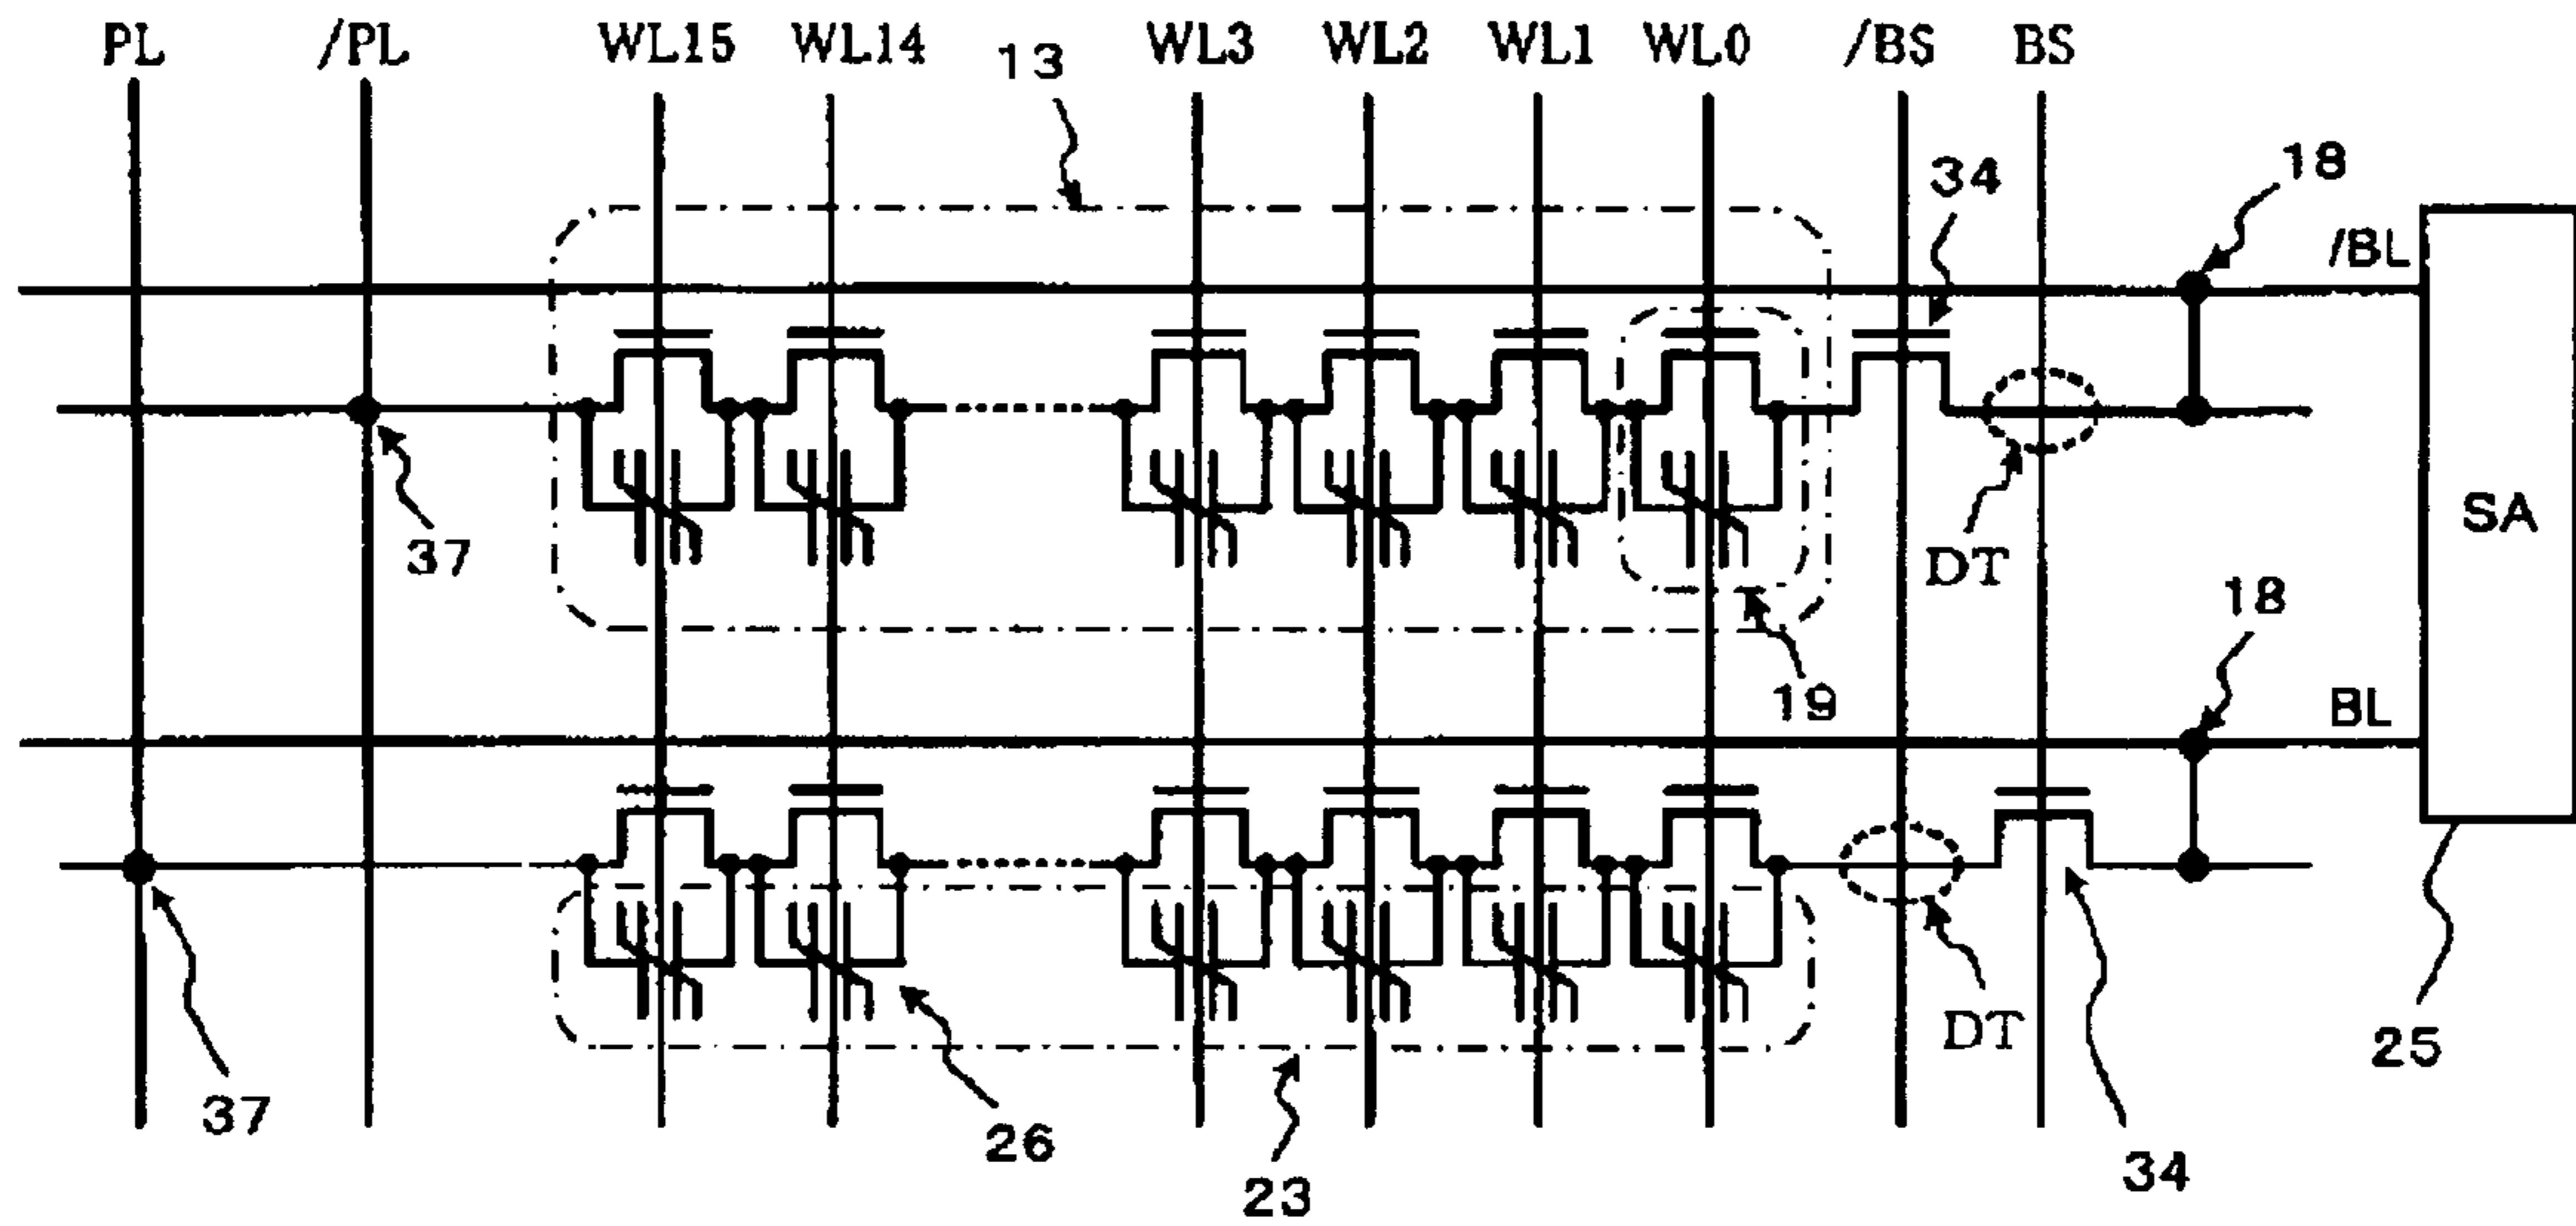 PL /PL WL15 WL14 13 WL3 WL2 WL1 WL0 /BS BS
34 18
/BL
37 DT SA
18
19
BL
26 DT 25
37 23 34